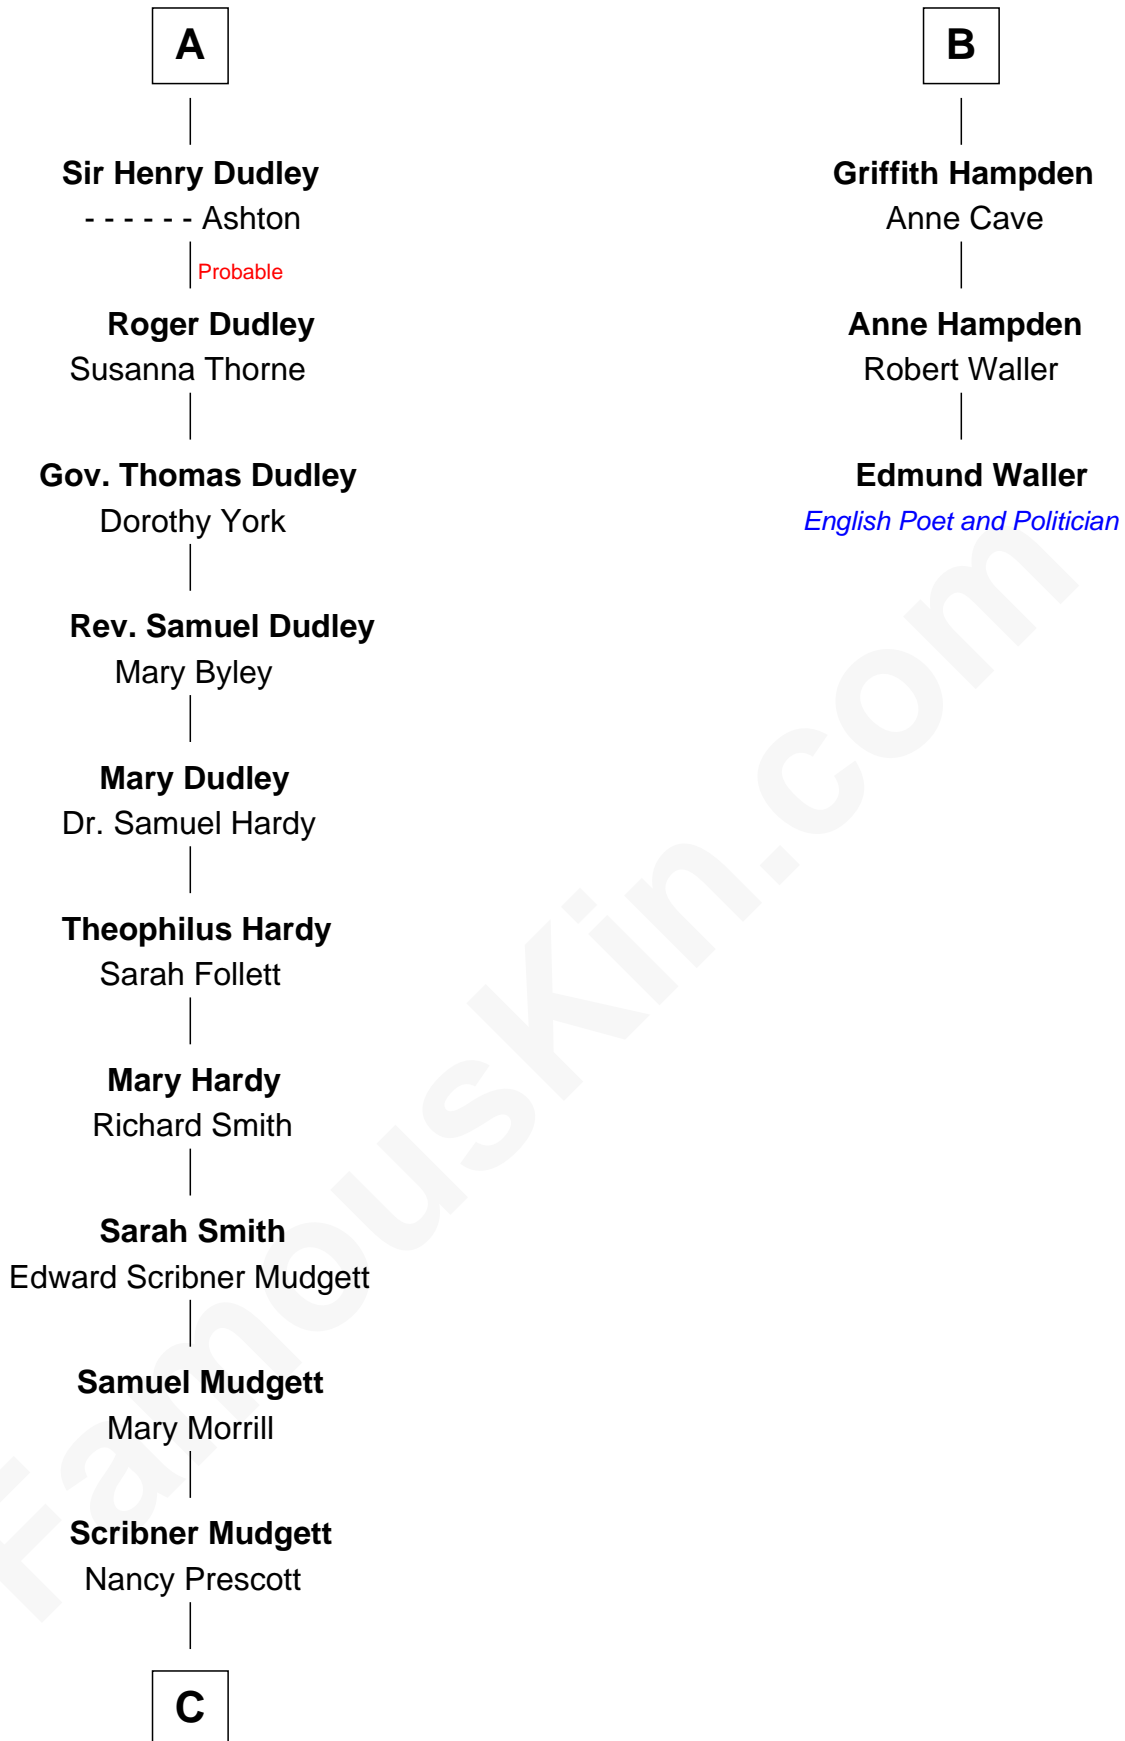 A
Sir Henry Dudley
- - - - - - Ashton
Probable
Roger Dudley
Susanna Thorne
Gov. Thomas Dudley
Dorothy York
Rev. Samuel Dudley
Mary Byley
Mary Dudley
Dr. Samuel Hardy
Theophilus Hardy
Sarah Follett
Mary Hardy
Richard Smith
Sarah Smith
Edward Scribner Mudgett
Samuel Mudgett
Mary Morrill
Scribner Mudgett
Nancy Prescott
C
B
Griffith Hampden
Anne Cave
Anne Hampden
Robert Waller
Edmund Waller
English Poet and Politician
FamousKin.com